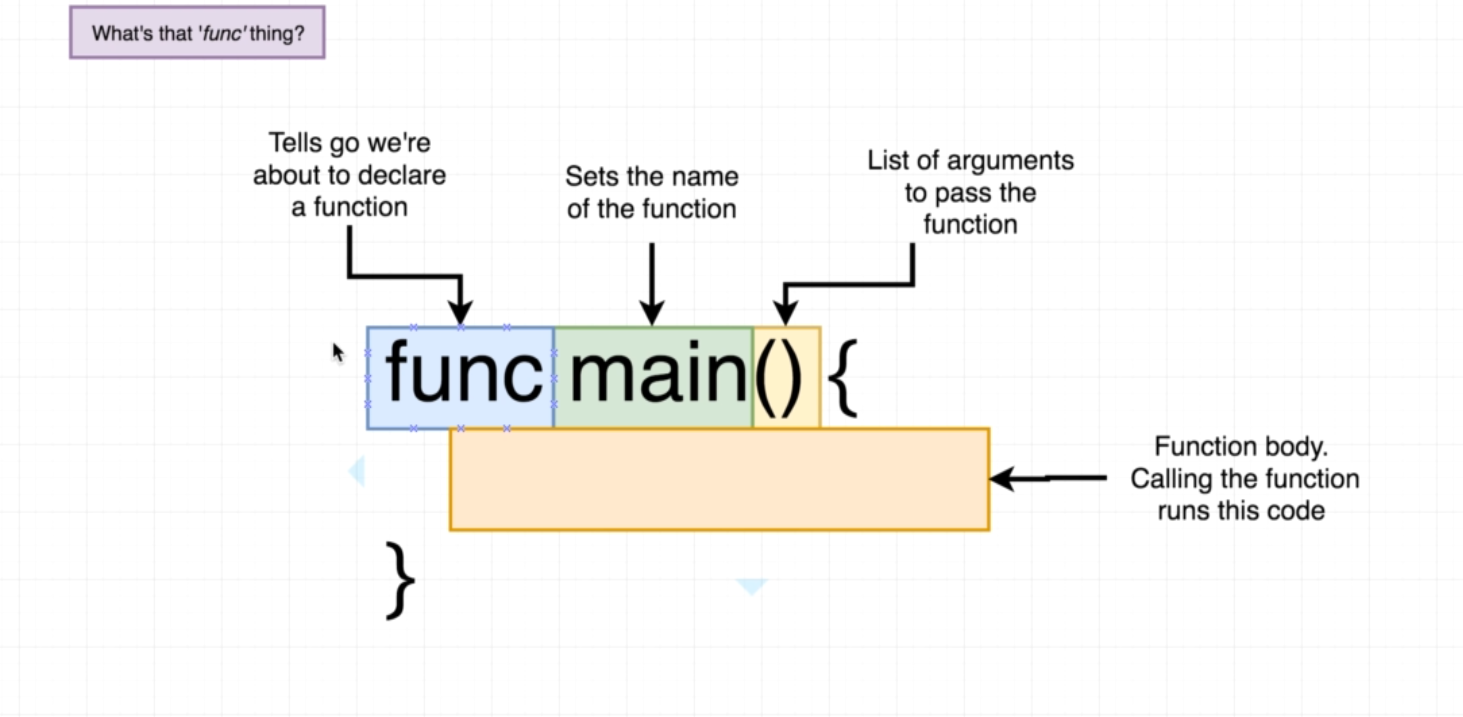 What's that 'func' thing?
Tells go we're
about to declare
a function
Sets the name
of the function
List of arguments
to pass the
function
func main() {
Function body.
Calling the function
runs this code
}